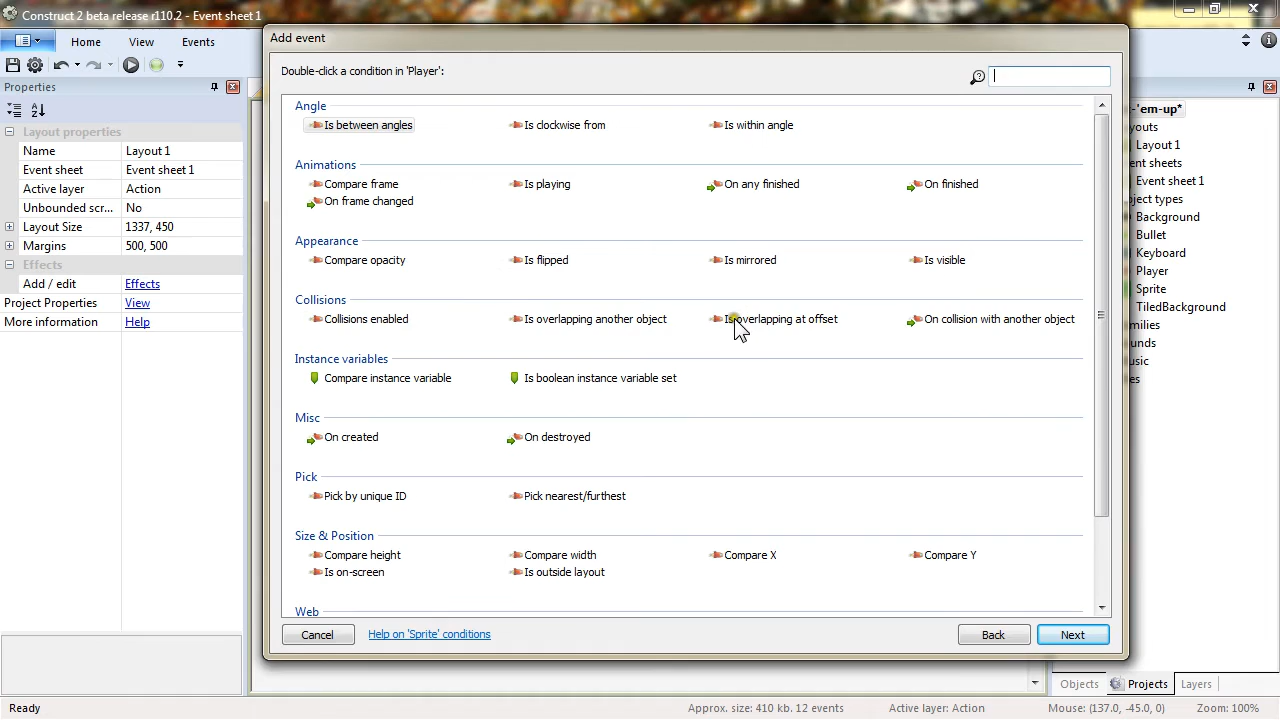 Construct 2 beta release r110.2 - Event sheet 1
Home View Events
Properties
Layout properties
Name Layout 1
Event sheet Event sheet 1
Active layer Action
Unbounded scr... No
Layout Size 1337, 450
Margins 500, 500
Effects
Add / edit Effects
Project Properties View
More information Help
Add event
Double-click a condition in 'Player':
Angle
Is between angles Is clockwise from Is within angle
Animations
Compare frame Is playing On any finished On finished
On frame changed
Appearance
Compare opacity Is flipped Is mirrored Is visible
Collisions
Collisions enabled Is overlapping another object Is overlapping at offset On collision with another object
Instance variables
Compare instance variable Is boolean instance variable set
Misc
On created On destroyed
Pick
Pick by unique ID Pick nearest/furthest
Size & Position
Compare height Compare width Compare X Compare Y
Is on-screen Is outside layout
Web
Cancel Help on 'Sprite' conditions Back Next
-'em-up*
youts
Layout 1
ent sheets
Event sheet 1
ject types
Background
Bullet
Keyboard
Player
Sprite
TiledBackground
milies
unds
usic
es
Objects Projects Layers
Ready Approx. size: 410 kb. 12 events Active layer: Action Mouse: (137.0, -45.0, 0) Zoom: 100%